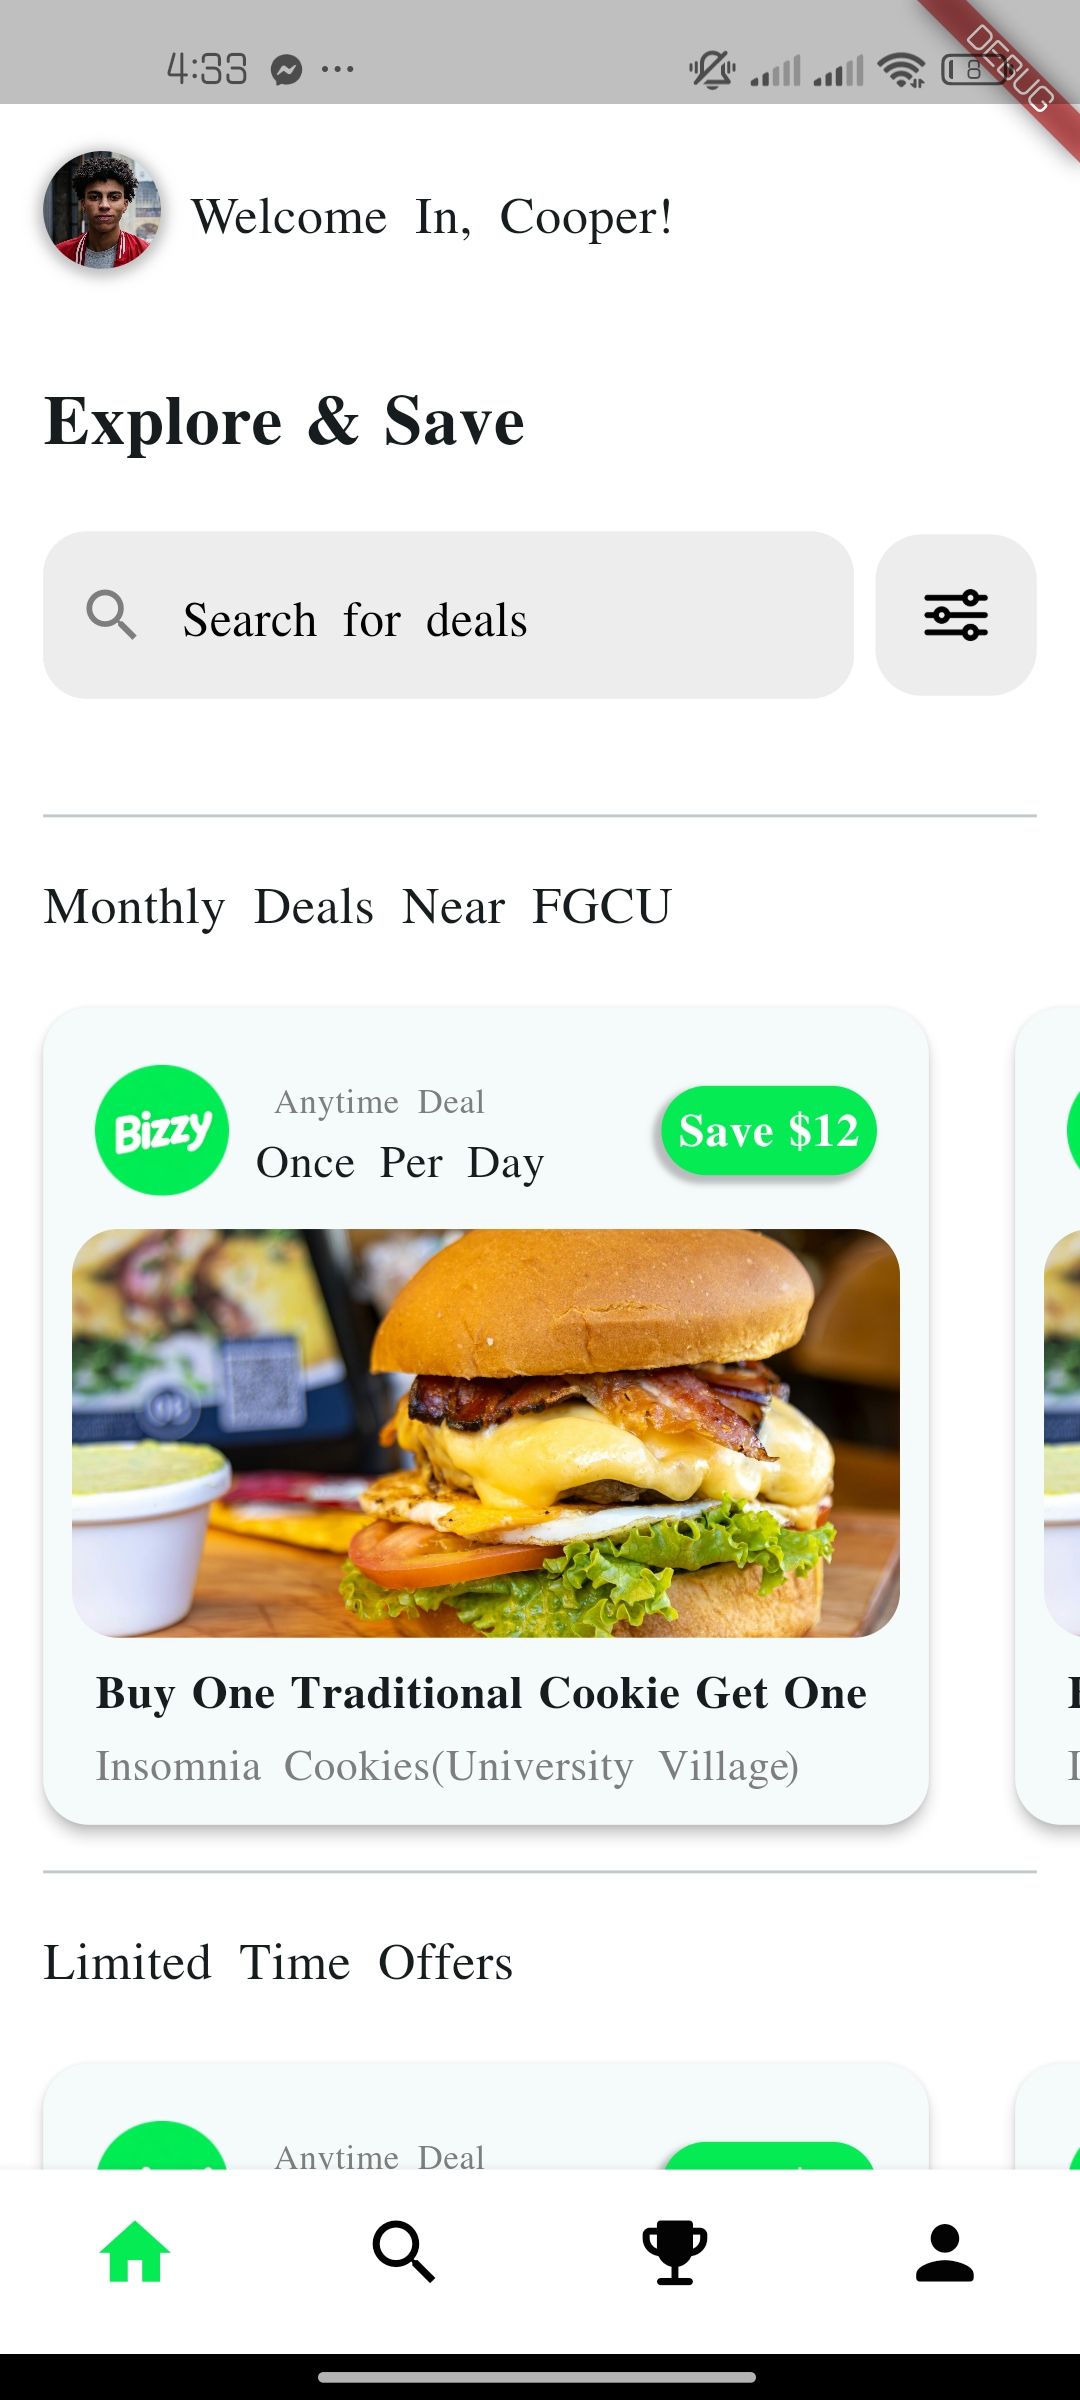 4:33
8
DEBUG
Welcome In, Cooper!
Explore & Save
Search for deals
Monthly Deals Near FGCU
Bizzy
Anytime Deal
Once Per Day
Save $12
Buy One Traditional Cookie Get One
Insomnia Cookies(University Village)
Limited Time Offers
Anytime Deal